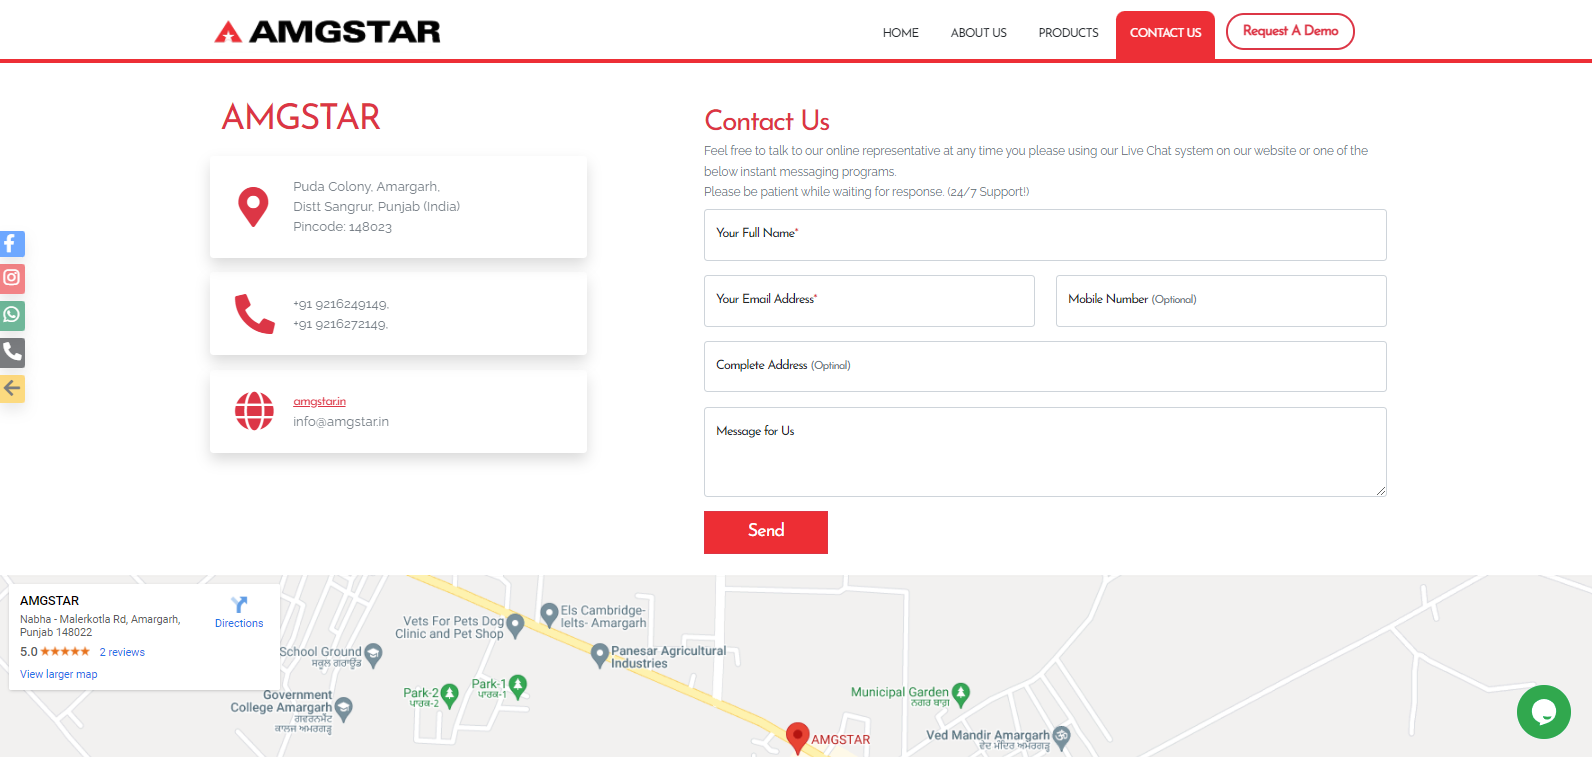 AMGSTAR
HOME
ABOUT US
PRODUCTS
CONTACT US
Request A Demo
AMGSTAR
Puda Colony, Amargarh,
Distt Sangrur, Punjab (India)
Pincode: 148023
+91 9216249149,
+91 9216272149,
amgstar.in
info@amgstar.in
Contact Us
Feel free to talk to our online representative at any time you please using our Live Chat system on our website or one of the
below instant messaging programs.
Please be patient while waiting for response. (24/7 Support!)
Your Full Name*
Your Email Address*
Mobile Number (Optional)
Complete Address (Optinal)
Message for Us
Send
AMGSTAR
Nabha - Malerkotla Rd, Amargarh,
Punjab 148022
5.0
2 reviews
View larger map
Directions
Vets For Pets Dog
Clinic and Pet Shop
Els Cambridge-
Ielts- Amargarh
School Ground
ਸਕੂਲ ਗਰਾਊਂਡ
Panesar Agricultural
Industries
Government
College Amargarh
ਗਵਰਨਮੈਂਟ
ਕਾਲਜ ਅਮਰਗੜ੍ਹ
Park-2
ਪਾਰਕ-2
Park-1
ਪਾਰਕ-1
Municipal Garden
ਨਗਰ ਬਾਗ਼
AMGSTAR
Ved Mandir Amargarh
ਵੇਦ ਮੰਦਿਰ ਅਮਰਗੜ੍ਹ